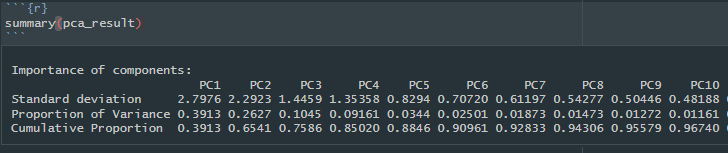 ```{r}
summary(pca_result)
```
Importance of components:
PC1 PC2 PC3 PC4 PC5 PC6 PC7 PC8 PC9 PC10
Standard deviation 2.7976 2.2923 1.4459 1.35358 0.8294 0.70720 0.61197 0.54277 0.50446 0.48188
Proportion of Variance 0.3913 0.2627 0.1045 0.09161 0.0344 0.02501 0.01873 0.01473 0.01272 0.01161
Cumulative Proportion 0.3913 0.6541 0.7586 0.85020 0.8846 0.90961 0.92833 0.94306 0.95579 0.96740